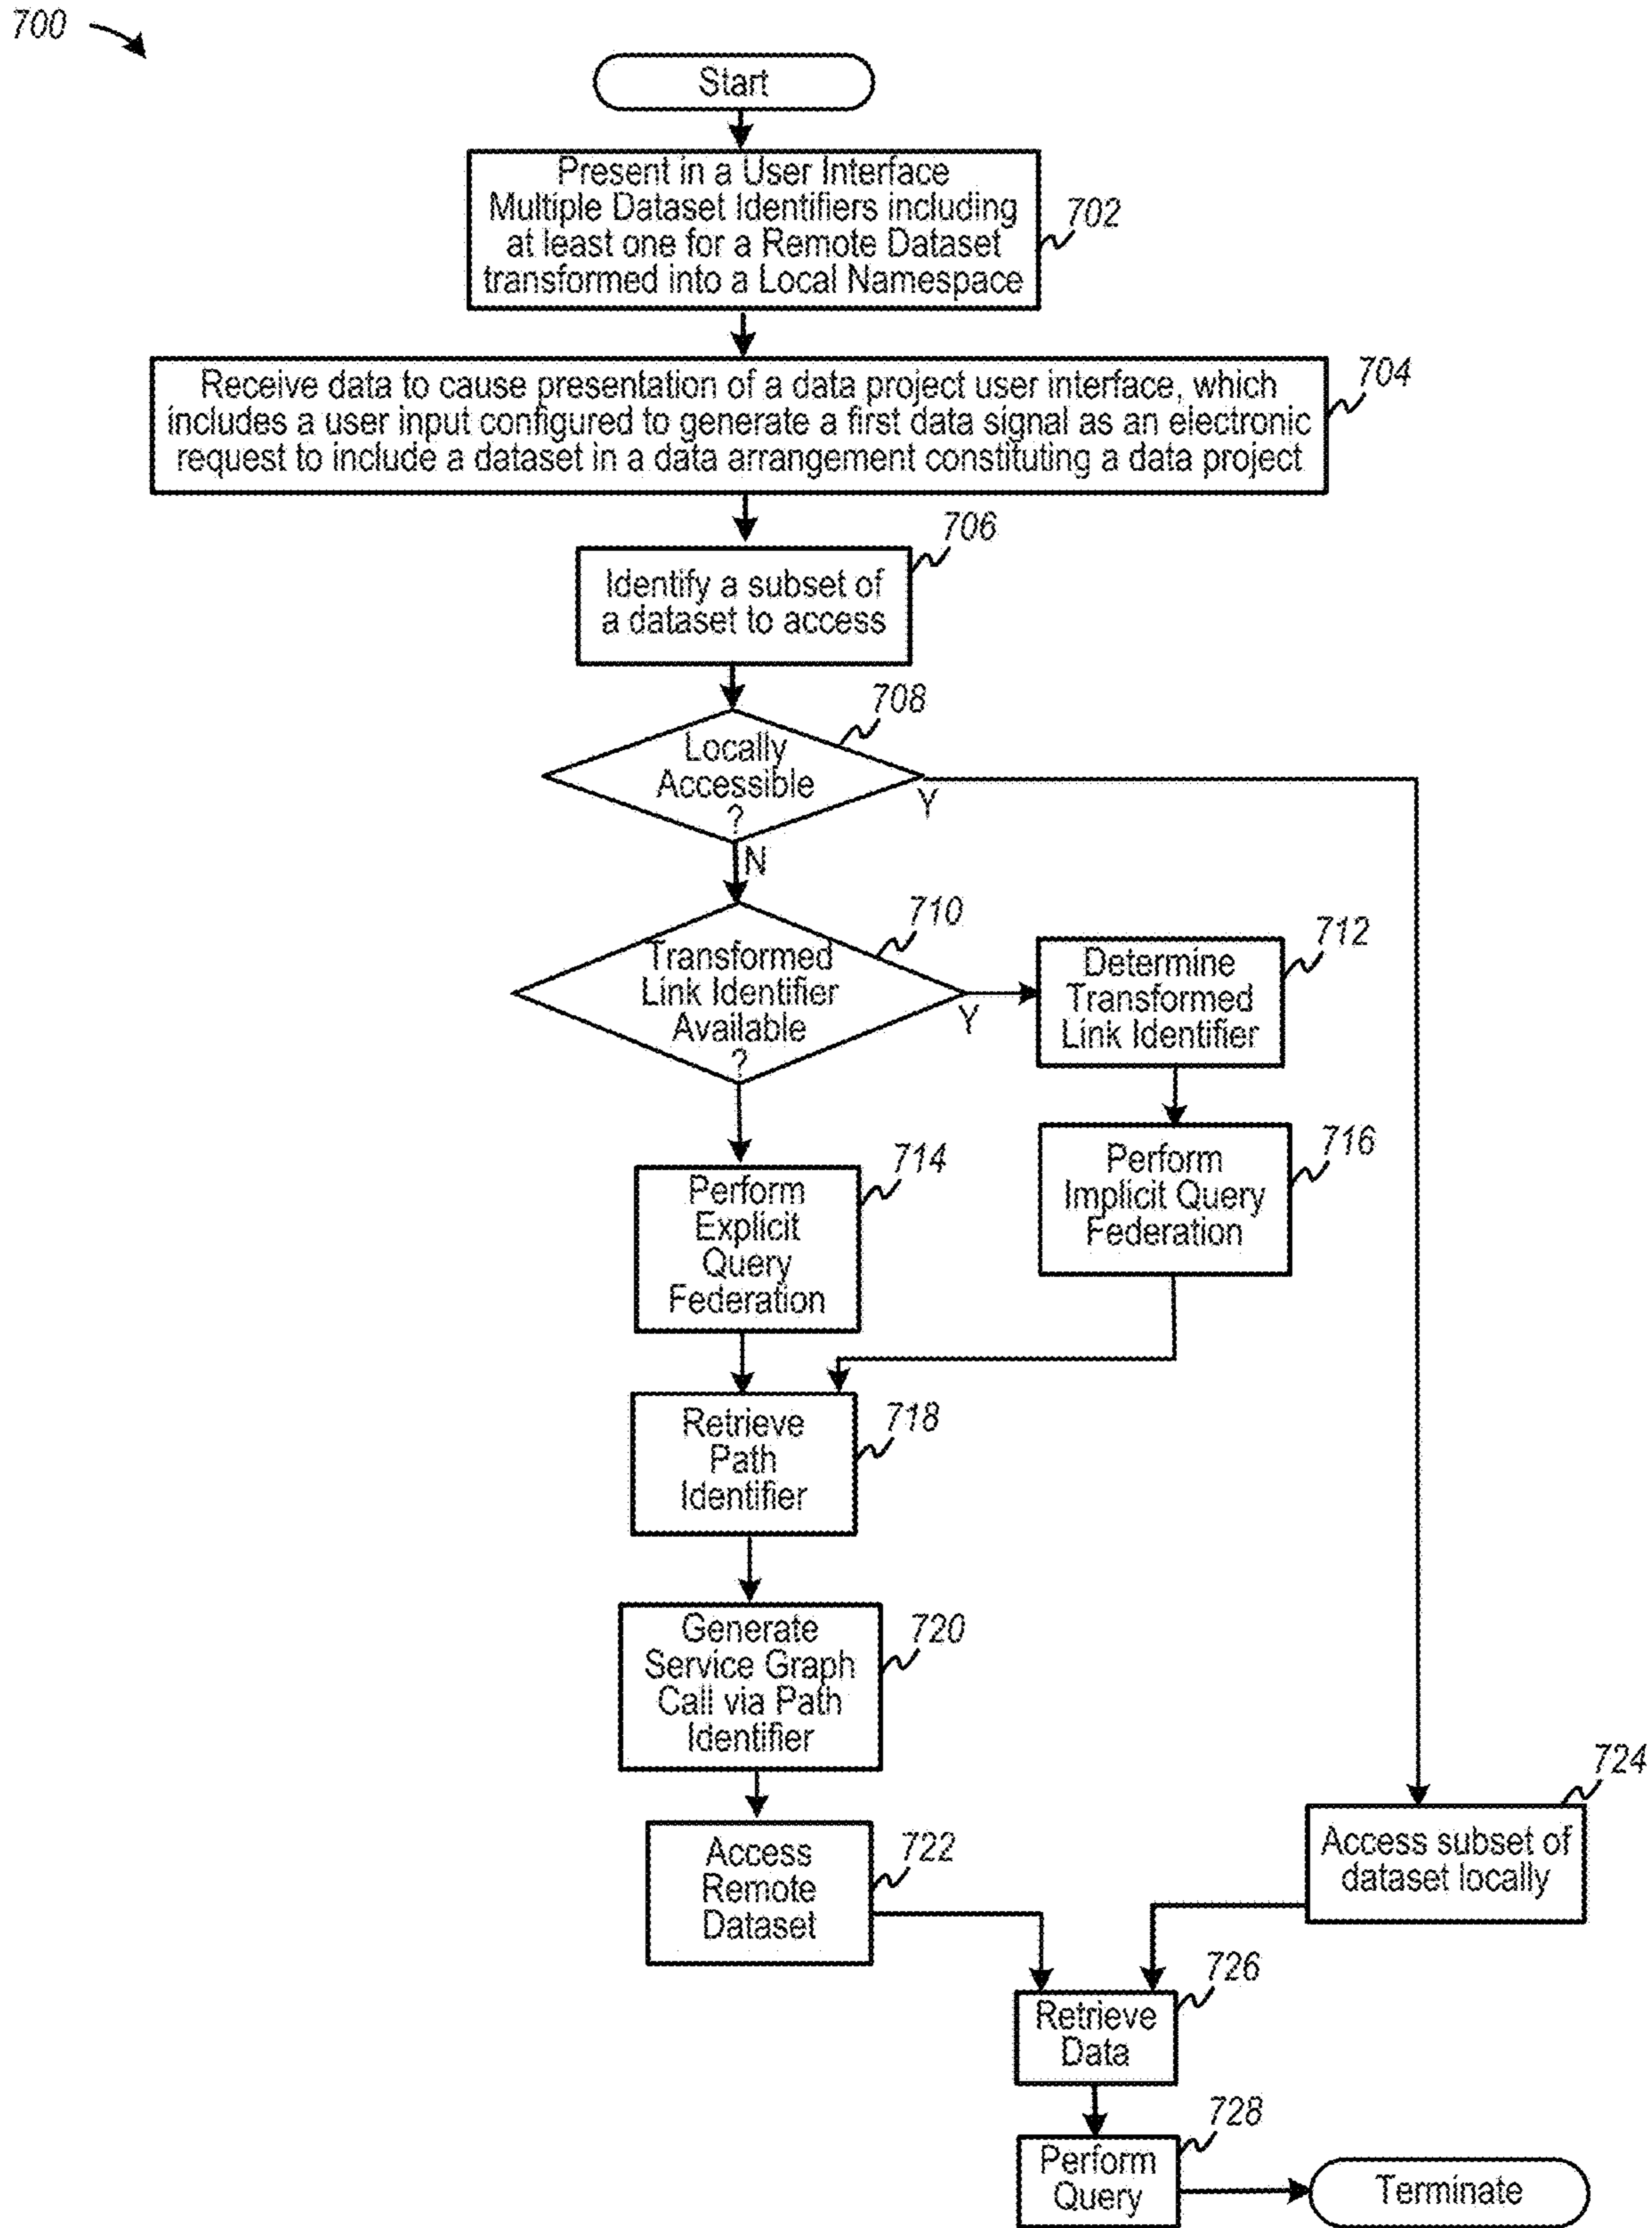 700
Start
Present in a User Interface
Multiple Dataset Identifiers including
at least one for a Remote Dataset
transformed into a Local Namespace
702
Receive data to cause presentation of a data project user interface, which
includes a user input configured to generate a first data signal as an electronic
request to include a dataset in a data arrangement constituting a data project
704
706
Identify a subset of
a dataset to access
708
Locally
Accessible
?
Y
N
710
Transformed
Link Identifier
Available
?
Y
712
Determine
Transformed
Link Identifier
714
Perform
Explicit
Query
Federation
716
Perform
Implicit Query
Federation
718
Retrieve
Path
Identifier
720
Generate
Service Graph
Call via Path
Identifier
722
Access
Remote
Dataset
724
Access subset of
dataset locally
726
Retrieve
Data
728
Perform
Query
Terminate